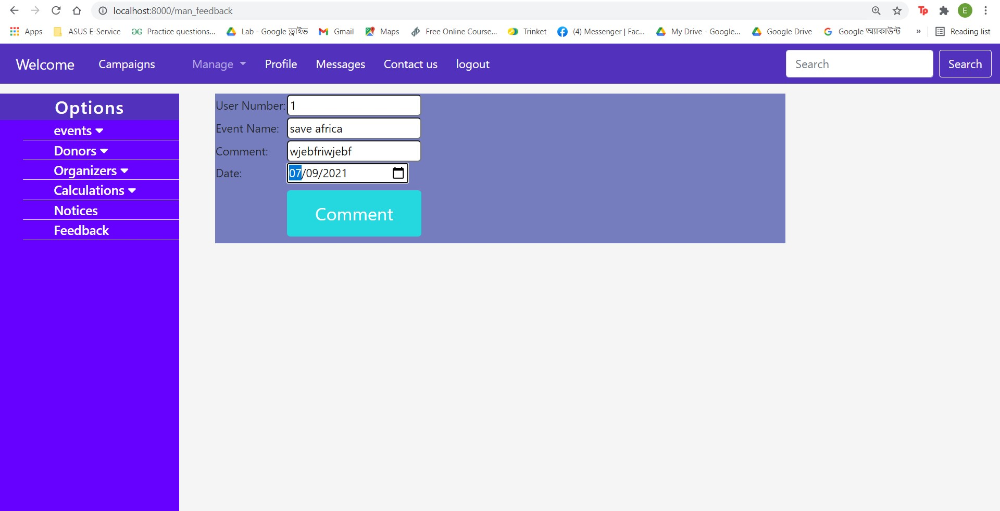 localhost:8000/man_feedback
Tp
E
Apps ASUS E-Service Practice questions... Lab - Google ড্রাইভ Gmail Maps Free Online Course... Trinket (4) Messenger | Fac... My Drive - Google... Google Drive Google অ্যাকাউন্ট » Reading list
Welcome Campaigns Manage Profile Messages Contact us logout Search Search
Options
events
Donors
Organizers
Calculations
Notices
Feedback
User Number: 1
Event Name: save africa
Comment: wjebfriwjebf
Date: 07/09/2021
Comment